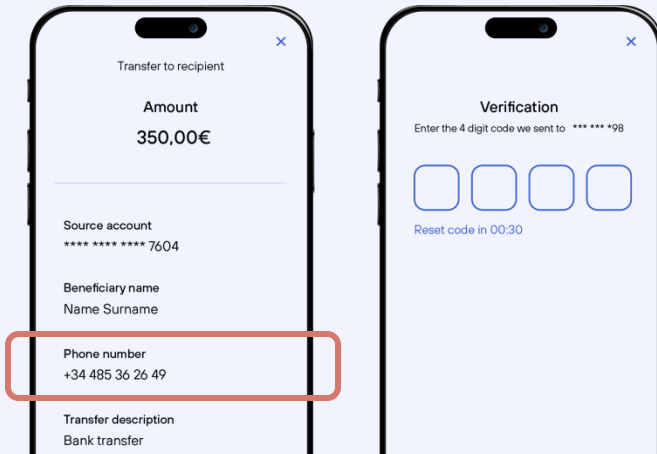 Transfer to recipient
Amount
350,00€
Source account
**** **** **** 7604
Beneficiary name
Name Surname
Phone number
+34 485 36 26 49
Transfer description
Bank transfer
Verification
Enter the 4 digit code we sent to *** *** *98
Reset code in 00:30